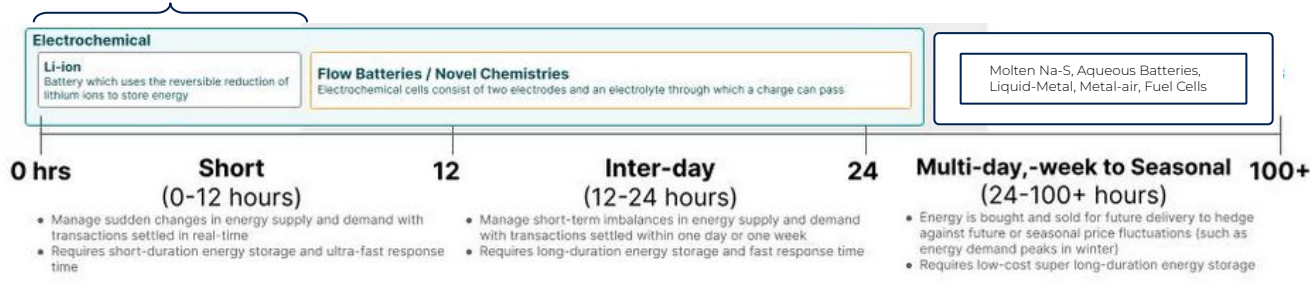 Electrochemical
Li-ion
Battery which uses the reversible reduction of
lithium ions to store energy
Flow Batteries / Novel Chemistries
Electrochemical cells consist of two electrodes and an electrolyte through which a charge can pass
Molten Na-S, Aqueous Batteries,
Liquid-Metal, Metal-air, Fuel Cells
0 hrs
Short
(0-12 hours)
12
Inter-day
(12-24 hours)
24
Multi-day,-week to Seasonal
(24-100+ hours)
100+
• Manage sudden changes in energy supply and demand with
transactions settled in real-time
• Requires short-duration energy storage and ultra-fast response
time
• Manage short-term imbalances in energy supply and demand
with transactions settled within one day or one week
• Requires long-duration energy storage and fast response time
• Energy is bought and sold for future delivery to hedge
against future or seasonal price fluctuations (such as
energy demand peaks in winter)
• Requires low-cost super long-duration energy storage